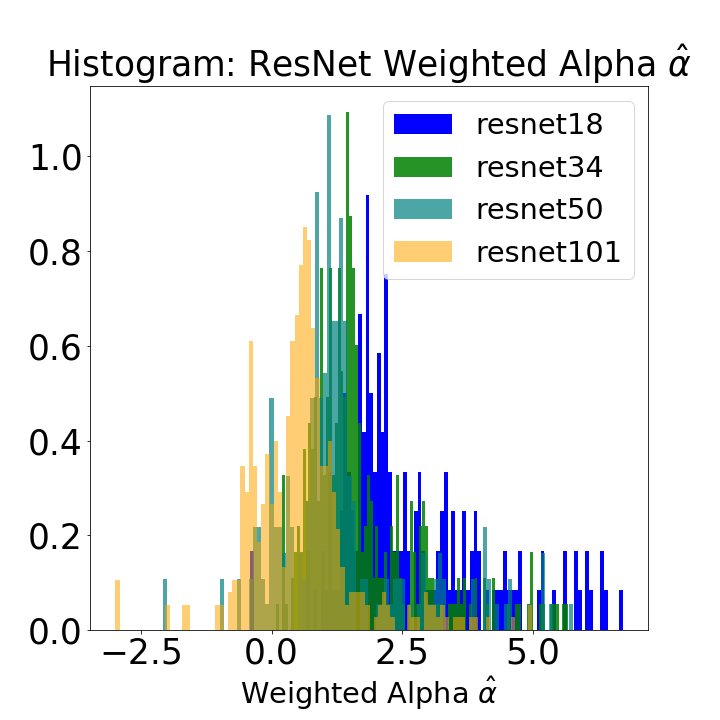 Histogram: ResNet Weighted Alpha α̂
resnet18
resnet34
resnet50
resnet101
1.0
0.8
0.6
0.4
0.2
0.0
−2.5 0.0 2.5 5.0
Weighted Alpha α̂